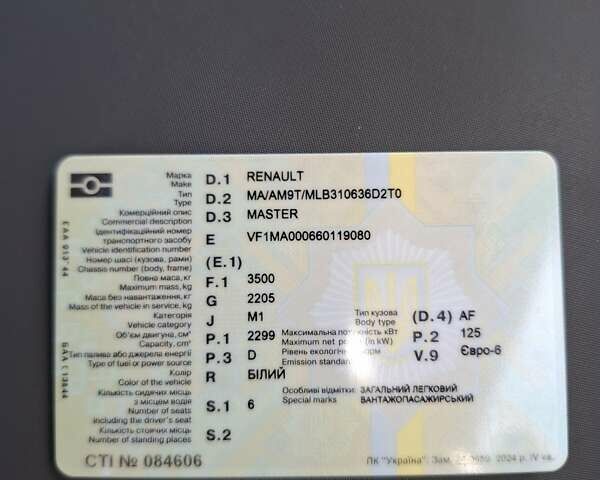 Марка D.1 RENAULT
Make
Тип D.2 MA/AM9T/MLB310636D2T0
Type
Комерційний опис D.3 MASTER
Commercial description
Ідентифікаційний номер
транспортного засобу E VF1MA000660119080
Vehicle identification number
Номер шасі (кузова, рами) (E.1)
Chassis number (body, frame)
Повна маса, кг F.1 3500
Maximum mass, kg
Маса без навантаження, кг G 2205
Mass of the vehicle in service, kg
Категорія J M1 Тип кузова (D.4) AF
Vehicle category Body type
Об'єм двигуна, см³ P.1 2299 Максимальна потужність кВт P.2 125
Capacity, cm³ Maximum net power (in kW)
Тип палива або джерела енергії P.3 D Рівень екологічних норм V.9 Євро-6
Type of fuel or power source Emission standard
Колір R БІЛИЙ
Color of the vehicle
Кількість сидячих місць S.1 6 Особливі відмітки: ЗАГАЛЬНИЙ ЛЕГКОВИЙ
з місцем водія Special marks ВАНТАЖОПАСАЖИРСЬКИЙ
Number of seats
including the driver's seat
Кількість стоячих місць S.2
Number of standing places
СТІ № 084606 ПК "Україна". Зам. 2024 р. IV кв.